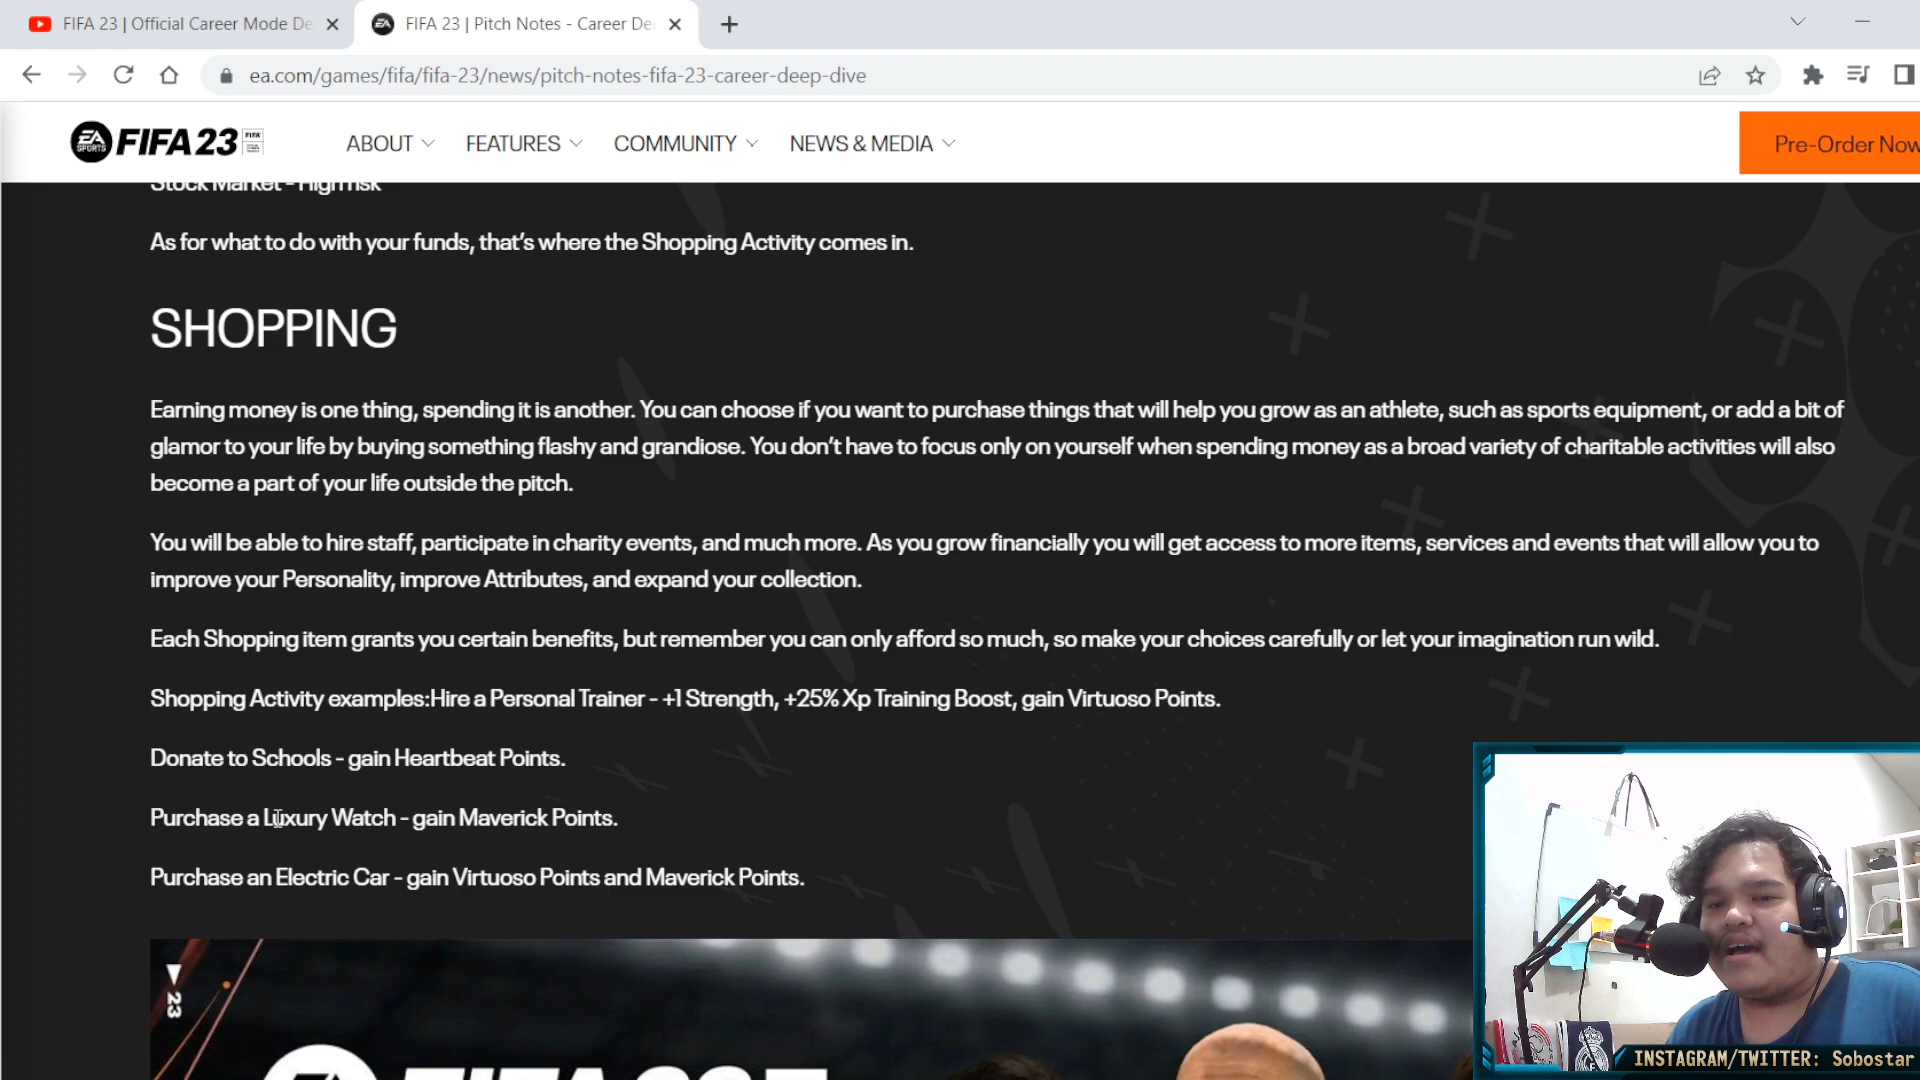 FIFA 23 | Official Career Mode De
FIFA 23 | Pitch Notes - Career De
ea.com/games/fifa/fifa-23/news/pitch-notes-fifa-23-career-deep-dive
EA SPORTS FIFA 23
ABOUT FEATURES COMMUNITY NEWS & MEDIA
Pre-Order Now
Stock Market - High risk
As for what to do with your funds, that's where the Shopping Activity comes in.
SHOPPING
Earning money is one thing, spending it is another. You can choose if you want to purchase things that will help you grow as an athlete, such as sports equipment, or add a bit of
glamor to your life by buying something flashy and grandiose. You don't have to focus only on yourself when spending money as a broad variety of charitable activities will also
become a part of your life outside the pitch.
You will be able to hire staff, participate in charity events, and much more. As you grow financially you will get access to more items, services and events that will allow you to
improve your Personality, improve Attributes, and expand your collection.
Each Shopping item grants you certain benefits, but remember you can only afford so much, so make your choices carefully or let your imagination run wild.
Shopping Activity examples:Hire a Personal Trainer - +1 Strength, +25% Xp Training Boost, gain Virtuoso Points.
Donate to Schools - gain Heartbeat Points.
Purchase a Luxury Watch - gain Maverick Points.
Purchase an Electric Car - gain Virtuoso Points and Maverick Points.
23
INSTAGRAM/TWITTER: Sobostar